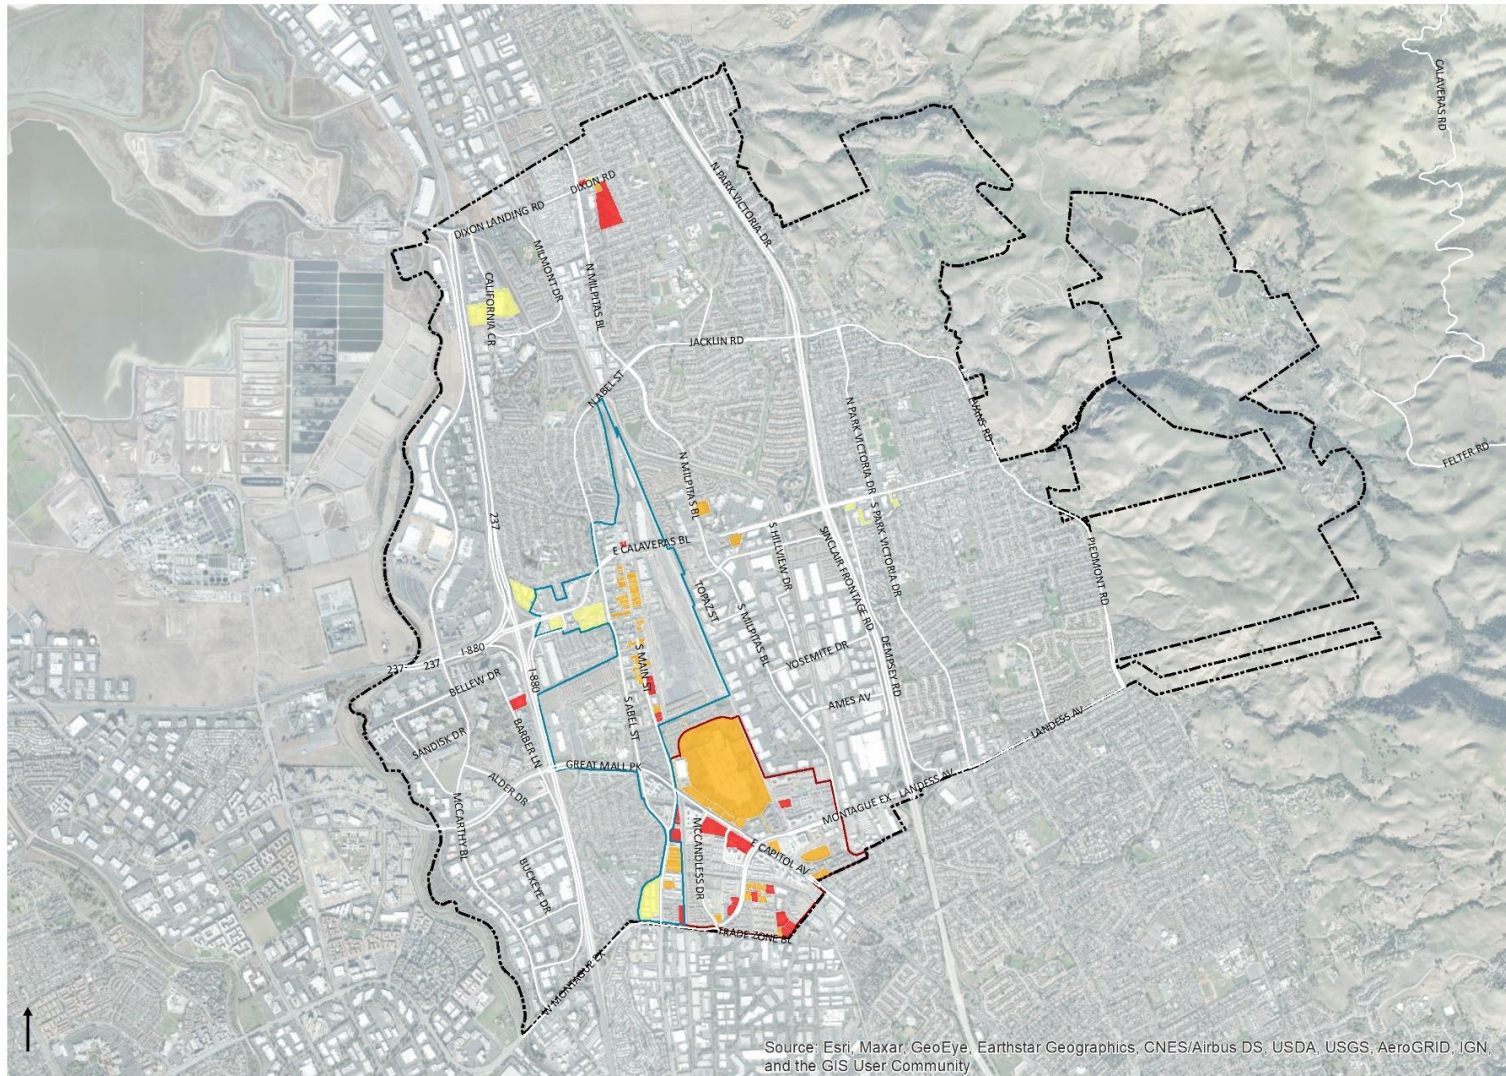 CALAVERAS RD
N PARK VICTORIA DR
DIXON RD
DIXON LANDING RD
MILMONT DR
N MILPITAS BL
CALIFORNIA CR
JACKLIN RD
N ABEL ST
N PARK VICTORIA DR
EVANS RD
FELTER RD
N MILPITAS BL
237
S HILLVIEW DR
S PARK VICTORIA DR
SINCLAIR FRONTAGE RD
E CALAVERAS BL
PIEDMONT RD
TOPAZ ST
S MILPITAS BL
YOSEMITE DR
DEMPSEY RD
237
237
I-880
I-880
BELLEW DR
S MAIN ST
S ABEL ST
AMES AV
BARBER LN
SANDISK DR
LANDESS AV
GREAT MALL PK
ALDER DR
LANDESS AV
MONTAGUE EX
MCCARTHY BL
MCCANDLESS DR
E CAPITOL AV
BUCKEYE DR
TRADE ZONE BL
W MONTAGUE EX
Source: Esri, Maxar, GeoEye, Earthstar Geographics, CNES/Airbus DS, USDA, USGS, AeroGRID, IGN,
and the GIS User Community